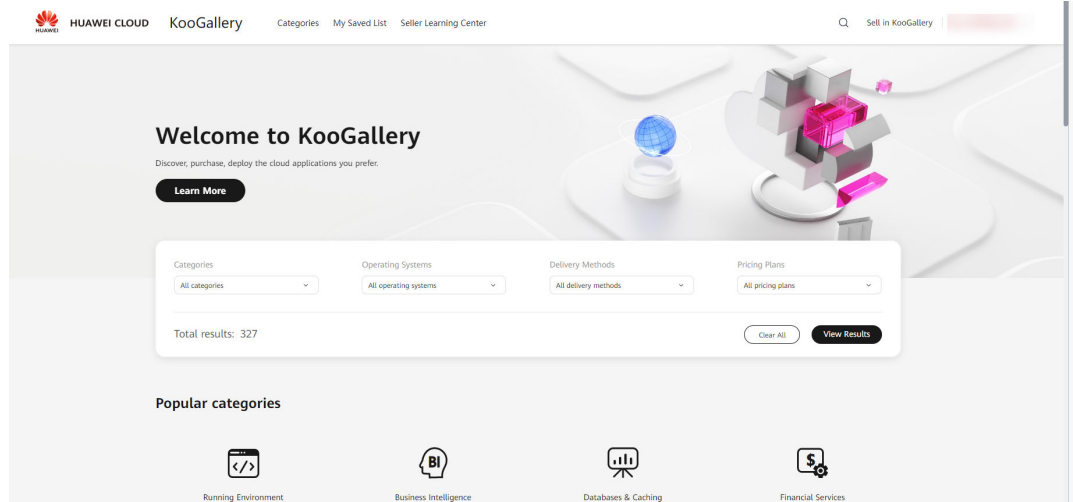 HUAWEI
HUAWEI CLOUD
KooGallery
Categories
My Saved List
Seller Learning Center
Sell in KooGallery
Welcome to KooGallery
Discover, purchase, deploy the cloud applications you prefer.
Learn More
Categories
Operating Systems
Delivery Methods
Pricing Plans
All categories
All operating systems
All delivery methods
All pricing plans
Total results: 327
Clear All
View Results
Popular categories
</>
BI
$
Running Environment
Business Intelligence
Databases & Caching
Financial Services